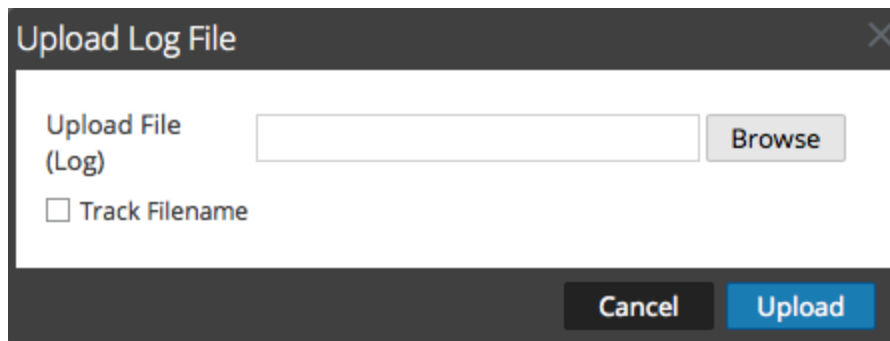 Upload Log File
Upload File
(Log)
Browse
Track Filename
Cancel
Upload